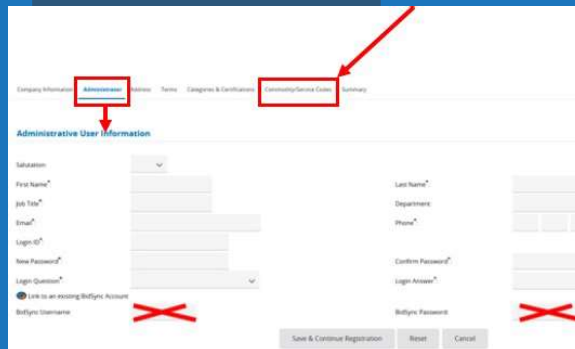 Company Information Administrator Address Terms Categories & Certifications Commodity/Service Codes Summary
Administrative User Information
Salutation
First Name* Last Name*
Job Title* Department
Email* Phone*
Login ID*
New Password* Confirm Password*
Login Question* Login Answer*
Link to an existing BidSync Account
BidSync Username BidSync Password
Save & Continue Registration Reset Cancel